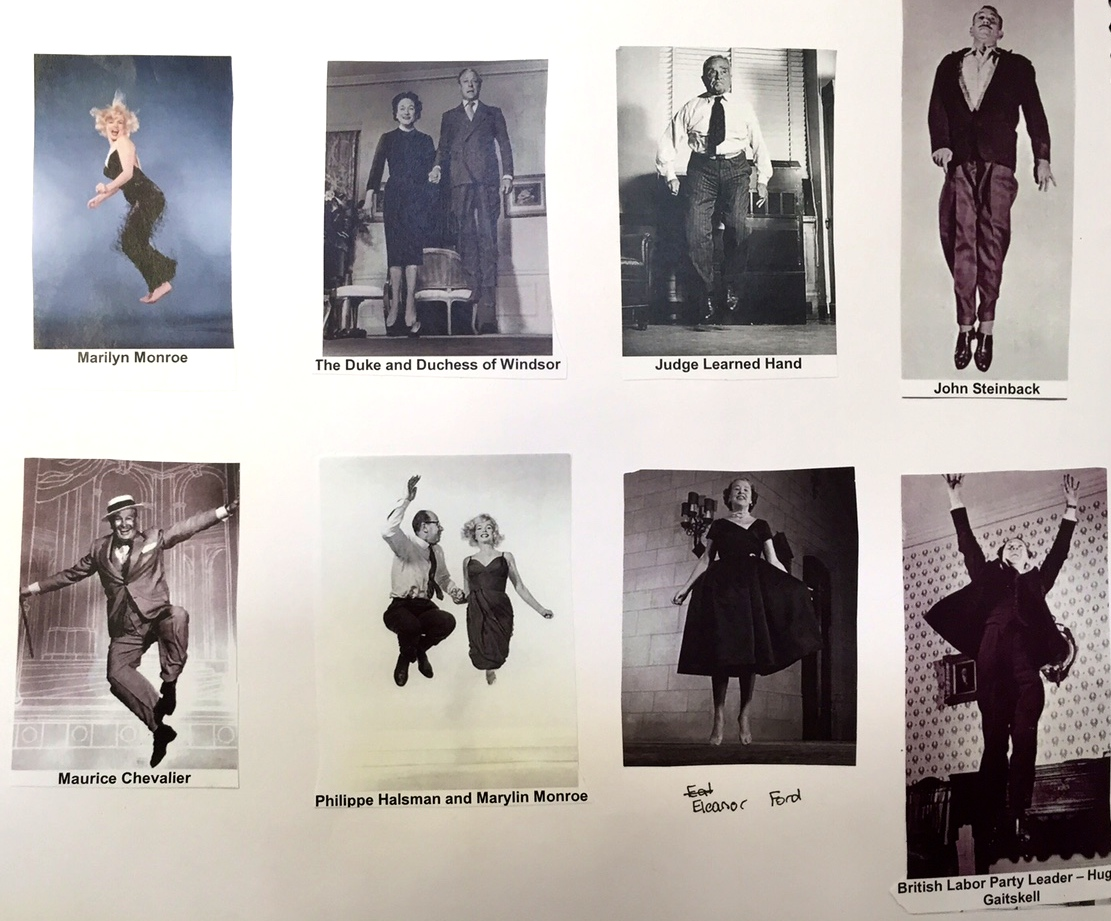 Marilyn Monroe
The Duke and Duchess of Windsor
Judge Learned Hand
John Steinback
Maurice Chevalier
Philippe Halsman and Marylin Monroe
Eleanor Ford
British Labor Party Leader – Hug
Gaitskell